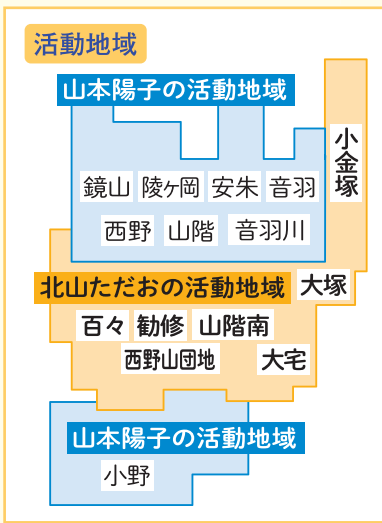 活動地域
山本陽子の活動地域
小金塚
鏡山 陵ヶ岡 安朱 音羽
西野 山階 音羽川
北山ただおの活動地域 大塚
百々 勧修 山階南
西野山団地 大宅
山本陽子の活動地域
小野